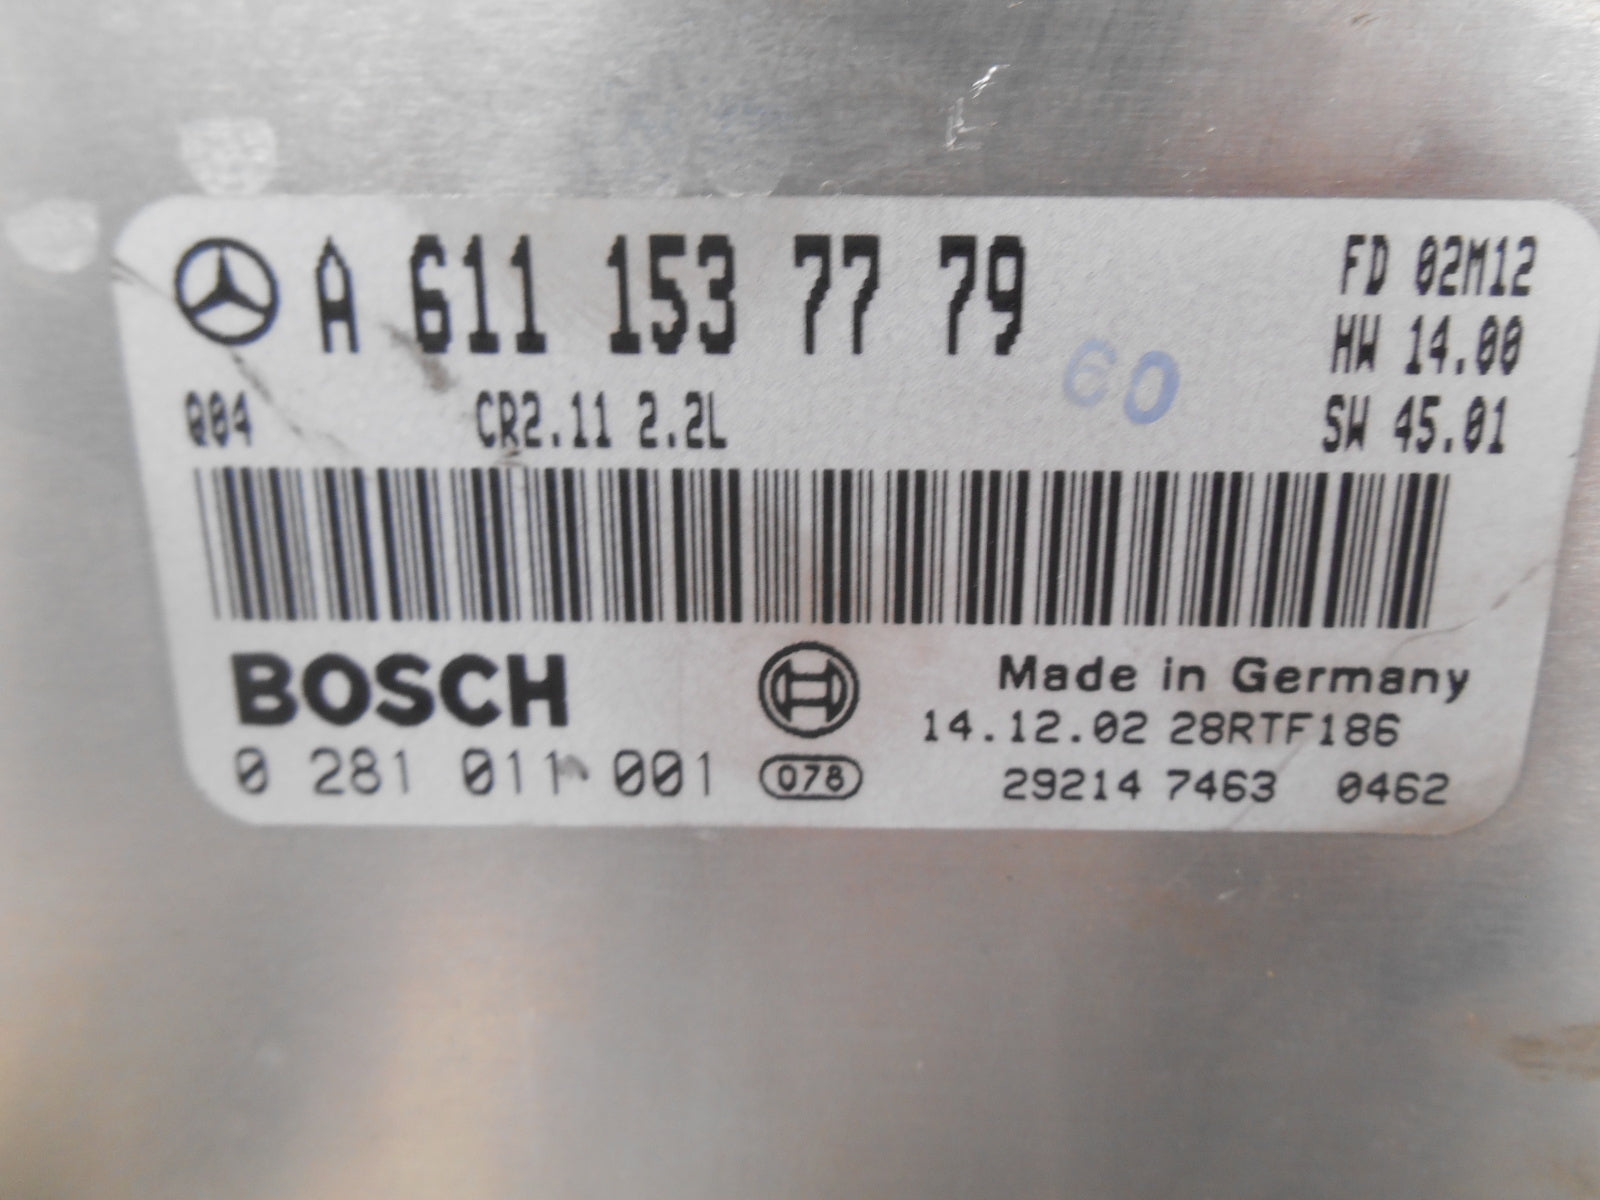 A 611 153 77 79
FD 02M12
HW 14.00
60
Q04 CR2.11 2.2L
SW 45.01
BOSCH
Made in Germany
14.12.02 28RTF186
0 281 011 001
078
29214 7463 0462